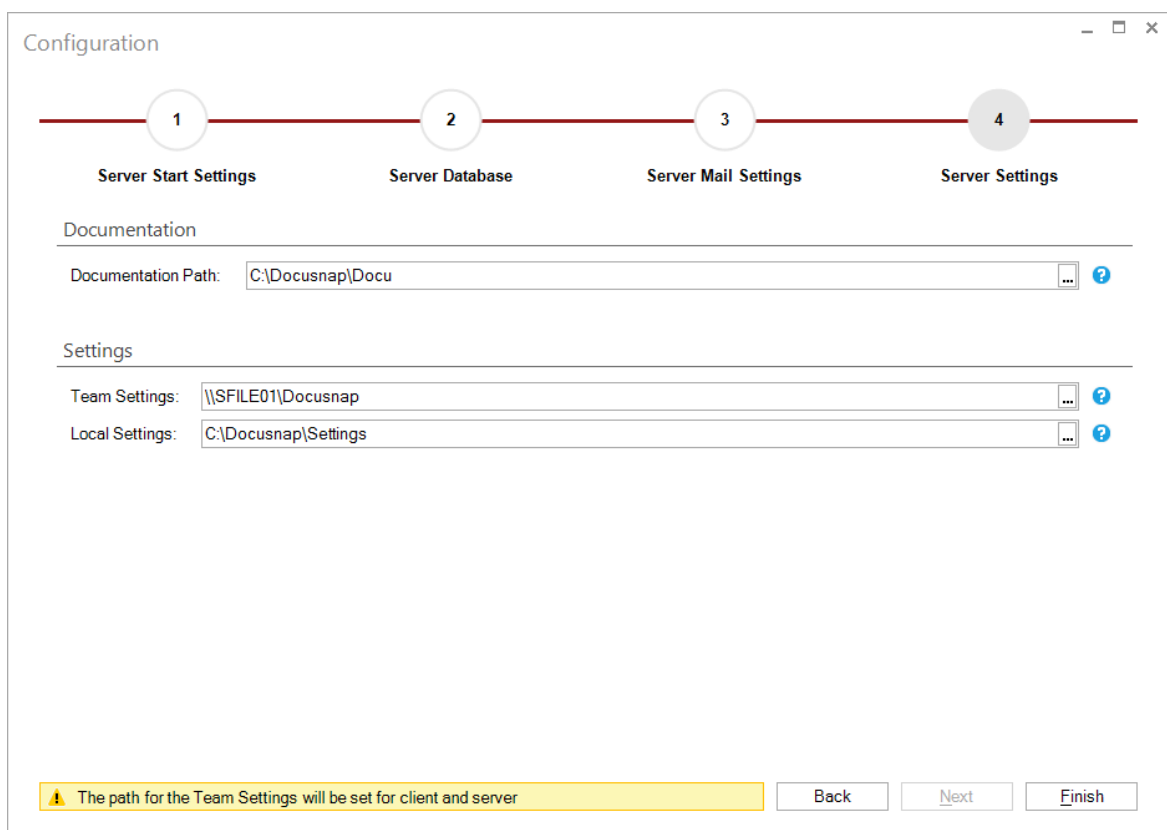 Configuration
1 2 3 4
Server Start Settings Server Database Server Mail Settings Server Settings
Documentation
Documentation Path: C:\Docusnap\Docu ... ?
Settings
Team Settings: \\SFILE01\Docusnap ... ?
Local Settings: C:\Docusnap\Settings ... ?
The path for the Team Settings will be set for client and server Back Next Finish